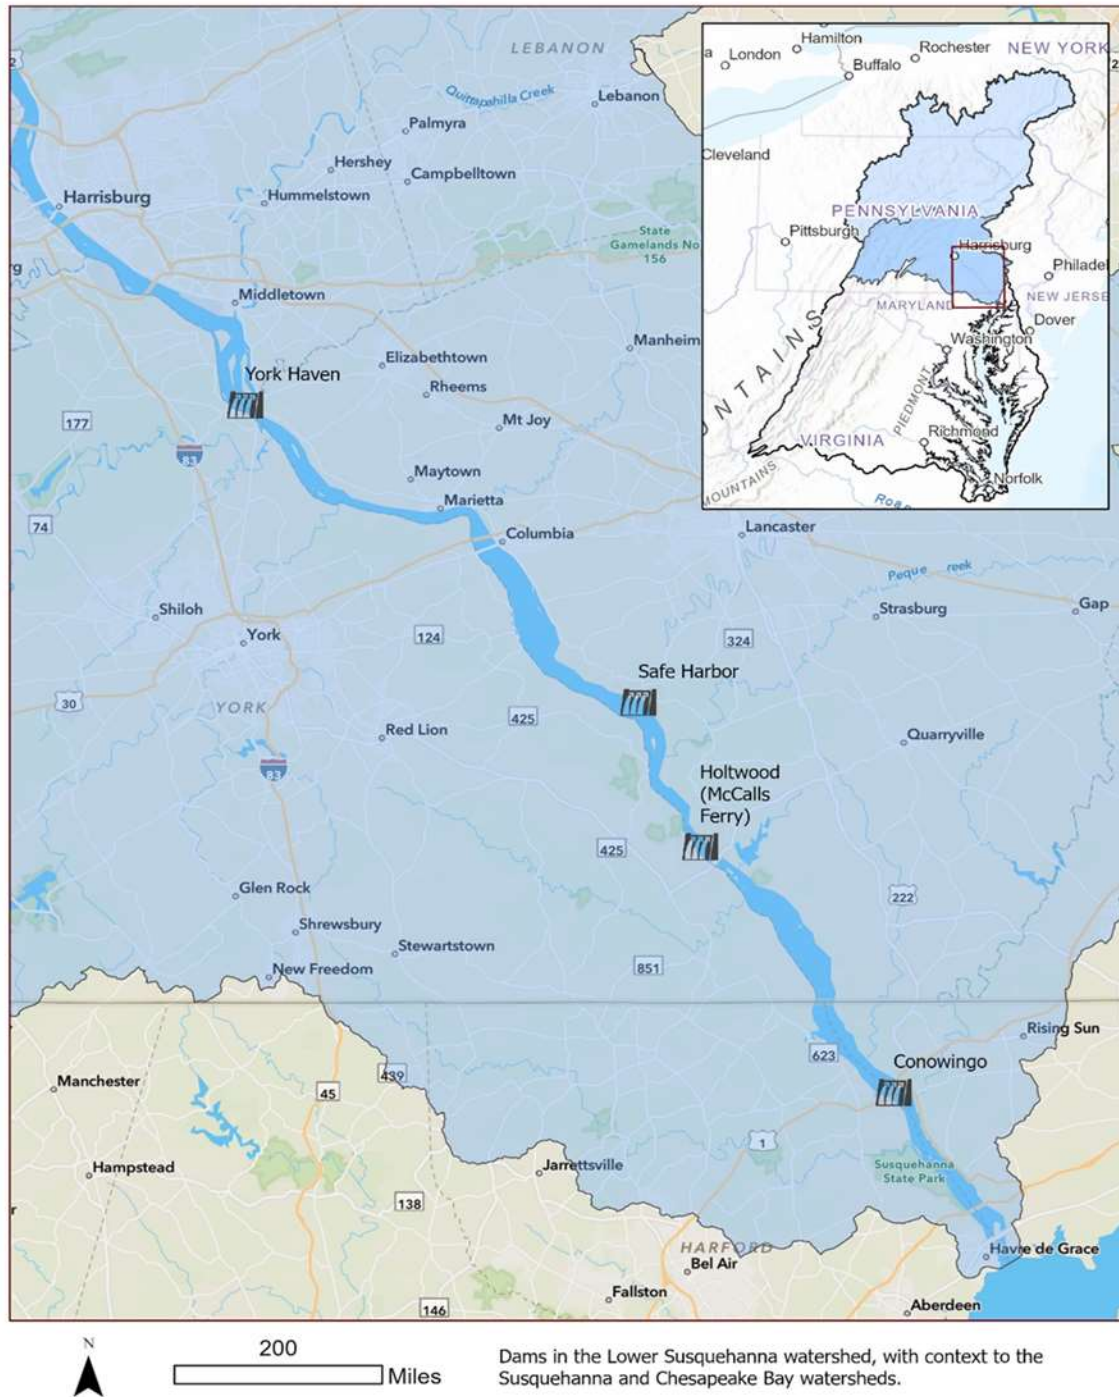 LEBANON
Quittapahilla Creek
Lebanon
Palmyra
Hershey
Campbelltown
Hummelstown
Harrisburg
State
Gamelands No
156
Middletown
Manheim
Elizabethtown
York Haven
Rheems
177
Mt Joy
83
Maytown
Marietta
74
Columbia
Lancaster
Peque reek
Shiloh
Strasburg
Gap
York
124
324
Safe Harbor
30
YORK
425
Red Lion
Quarryville
83
Holtwood
(McCalls
Ferry)
425
Glen Rock
222
Shrewsbury
Stewartstown
New Freedom
851
Rising Sun
623
Conowingo
439
Manchester
45
1
Hampstead
Jarrettsville
Susquehanna
State Park
138
HARFORD
Havre de Grace
Bel Air
Fallston
146
Aberdeen
Hamilton
London
Rochester
NEW YORK
Buffalo
Cleveland
PENNSYLVANIA
Pittsburgh
Harrisburg
Philadel
MARYLAND
NEW JERSE
Dover
Washington
UNTAINS
PIEDMONT
Richmond
VIRGINIA
Norfolk
MOUNTAINS
Roan
N
200
Miles
Dams in the Lower Susquehanna watershed, with context to the
Susquehanna and Chesapeake Bay watersheds.